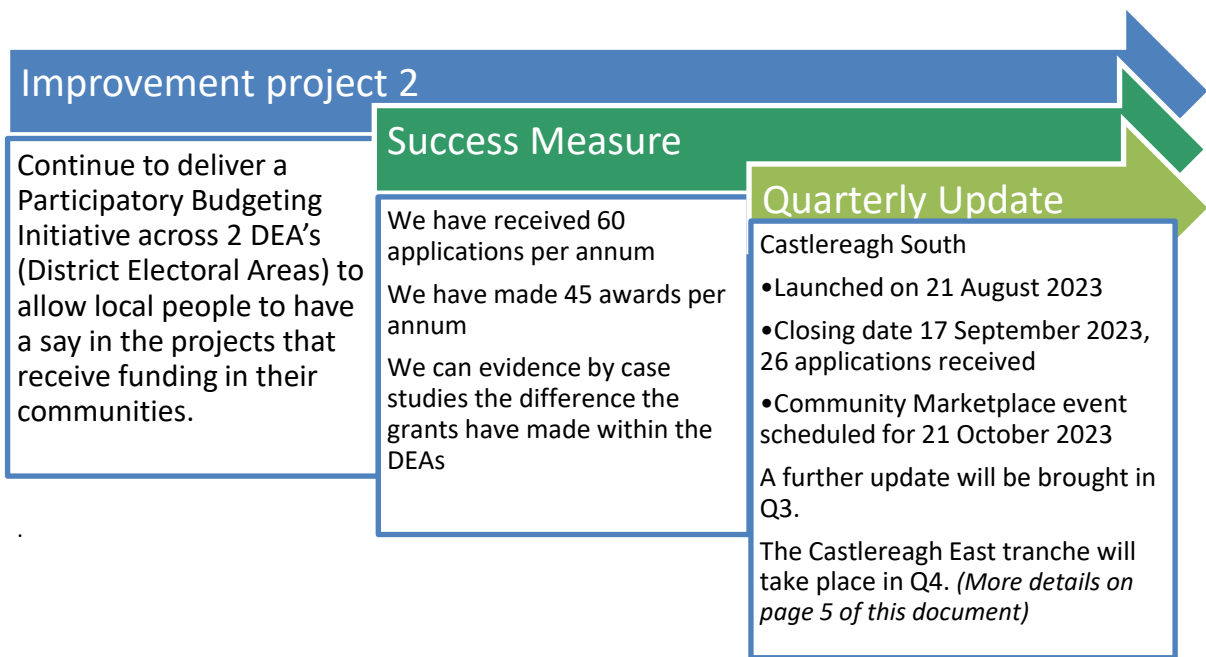 Improvement project 2
Continue to deliver a
Participatory Budgeting
Initiative across 2 DEA’s
(District Electoral Areas) to
allow local people to have
a say in the projects that
receive funding in their
communities.
.
Success Measure
We have received 60
applications per annum
We have made 45 awards per
annum
We can evidence by case
studies the difference the
grants have made within the
DEAs
Quarterly Update
Castlereagh South
•Launched on 21 August 2023
•Closing date 17 September 2023,
26 applications received
•Community Marketplace event
scheduled for 21 October 2023
A further update will be brought in
Q3.
The Castlereagh East tranche will
take place in Q4. (More details on
page 5 of this document)